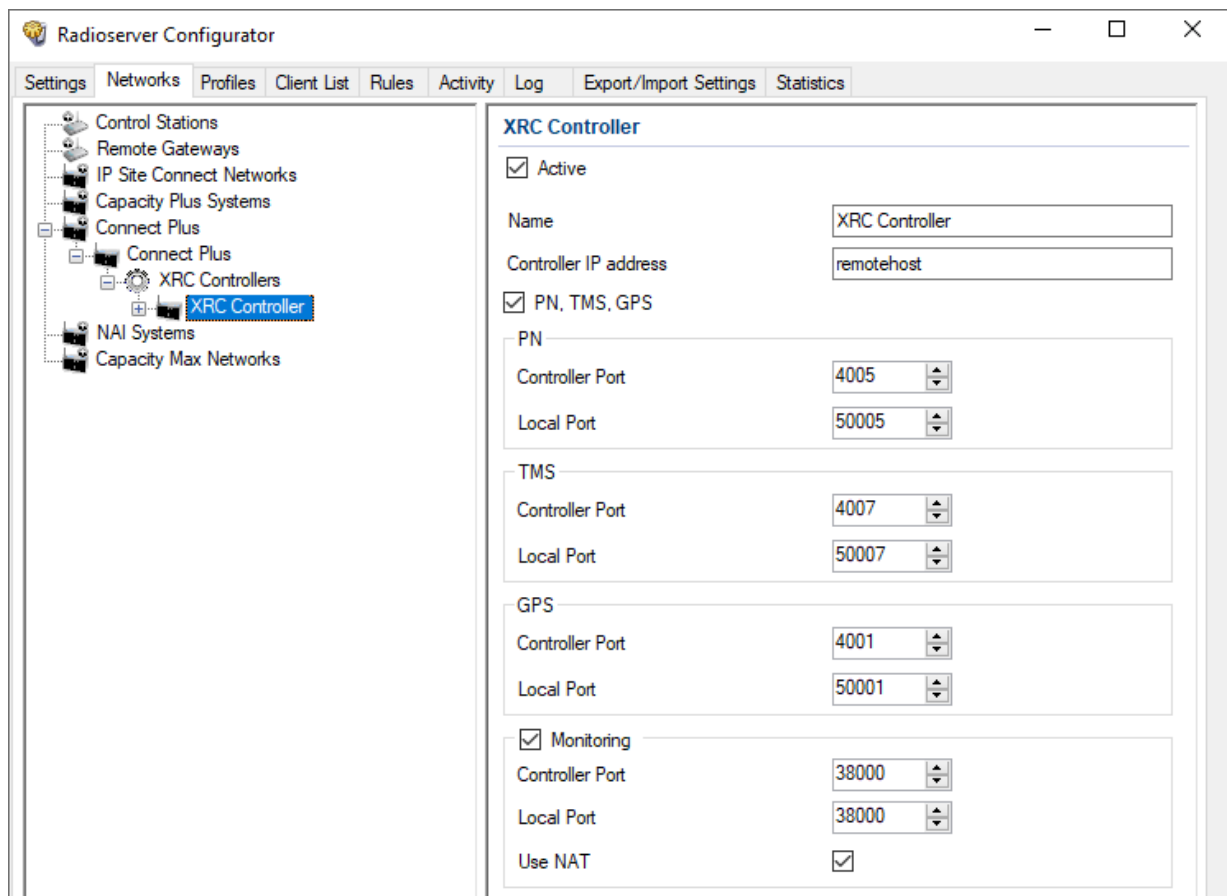 Radioserver Configurator
Settings Networks Profiles Client List Rules Activity Log Export/Import Settings Statistics
Control Stations
Remote Gateways
IP Site Connect Networks
Capacity Plus Systems
Connect Plus
Connect Plus
XRC Controllers
XRC Controller
NAI Systems
Capacity Max Networks
XRC Controller
Active
Name XRC Controller
Controller IP address remotehost
PN, TMS, GPS
PN
Controller Port 4005
Local Port 50005
TMS
Controller Port 4007
Local Port 50007
GPS
Controller Port 4001
Local Port 50001
Monitoring
Controller Port 38000
Local Port 38000
Use NAT